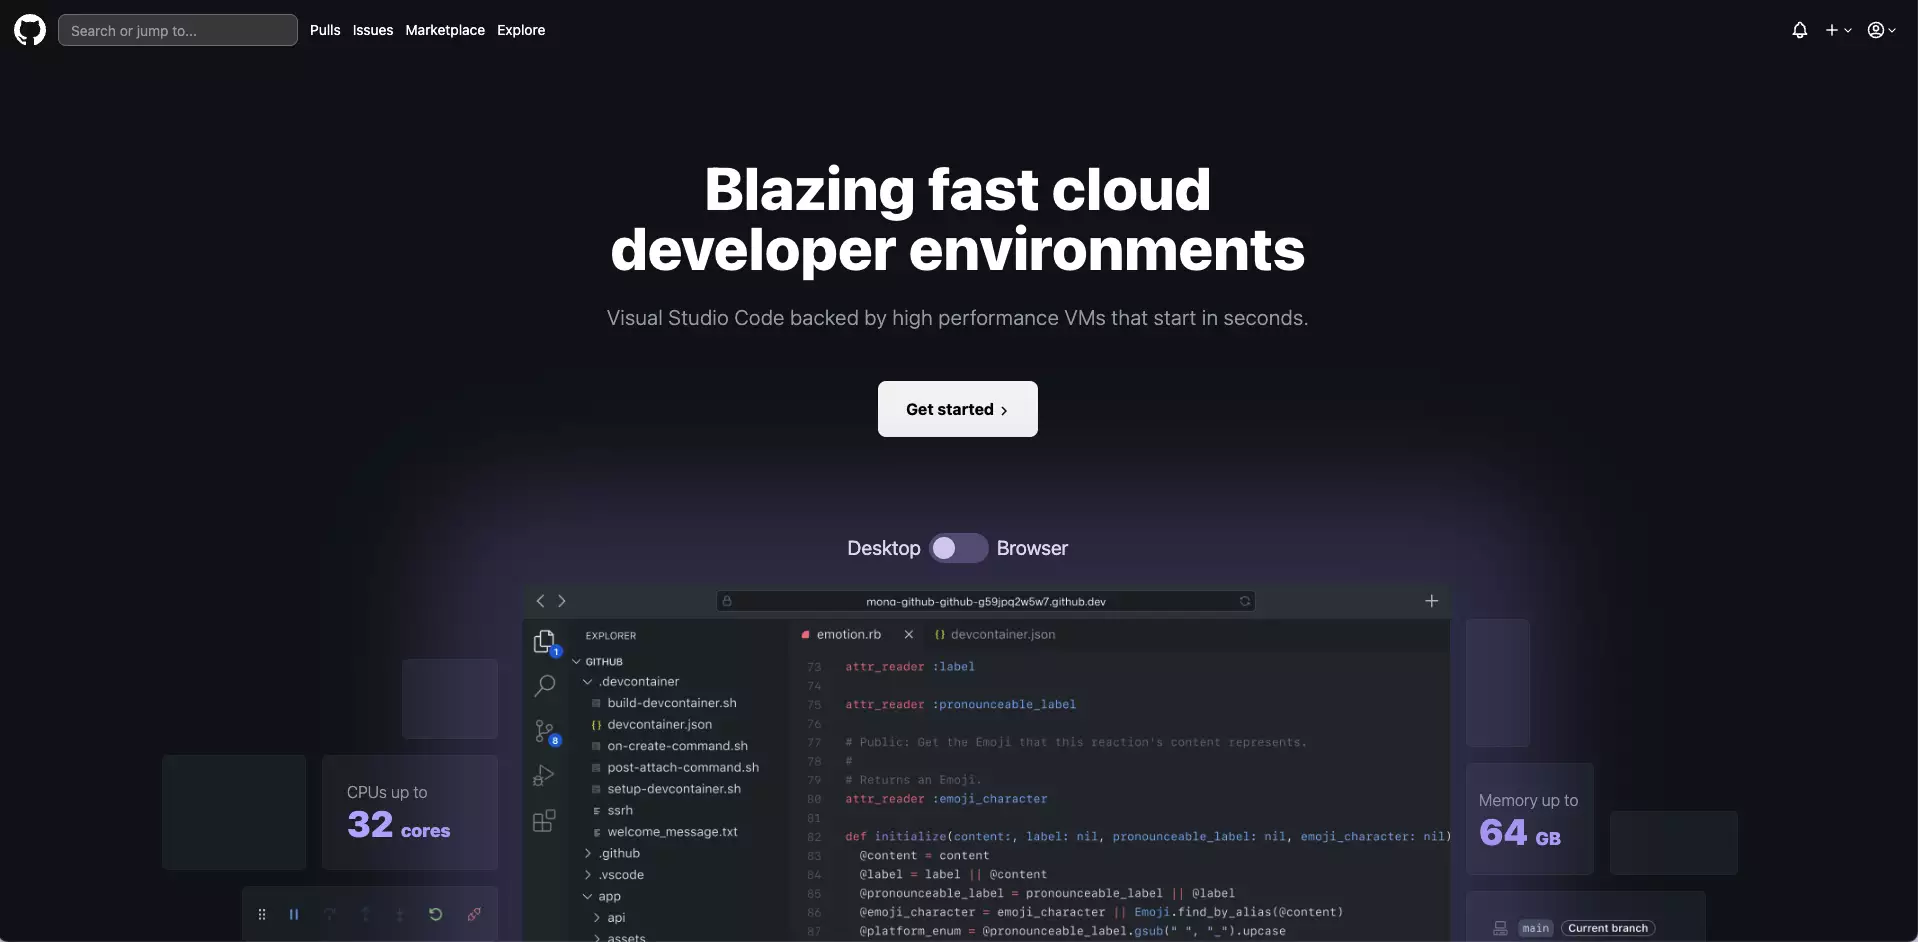 Search or jump to...
Pulls
Issues
Marketplace
Explore
Blazing fast cloud
developer environments
Visual Studio Code backed by high performance VMs that start in seconds.
Get started ›
Desktop
Browser
mona-github-github-g59jpq2w5w7.github.dev
EXPLORER
1
GITHUB
.devcontainer
build-devcontainer.sh
devcontainer.json
on-create-command.sh
8
post-attach-command.sh
setup-devcontainer.sh
ssrh
welcome_message.txt
.github
.vscode
app
api
assets
emotion.rb
{} devcontainer.json
73 attr_reader :label
74
75 attr_reader :pronounceable_label
76
77 # Public: Get the Emoji that this reaction's content represents.
78 #
79 # Returns an Emoji.
80 attr_reader :emoji_character
81
82 def initialize(content:, label: nil, pronounceable_label: nil, emoji_character: nil)
83 @content = content
84 @label = label || @content
85 @pronounceable_label = pronounceable_label || @label
86 @emoji_character = emoji_character || Emoji.find_by_alias(@content)
87 @platform_enum = @pronounceable_label.gsub(" ", "_").upcase
CPUs up to
32 cores
Memory up to
64 GB
main
Current branch